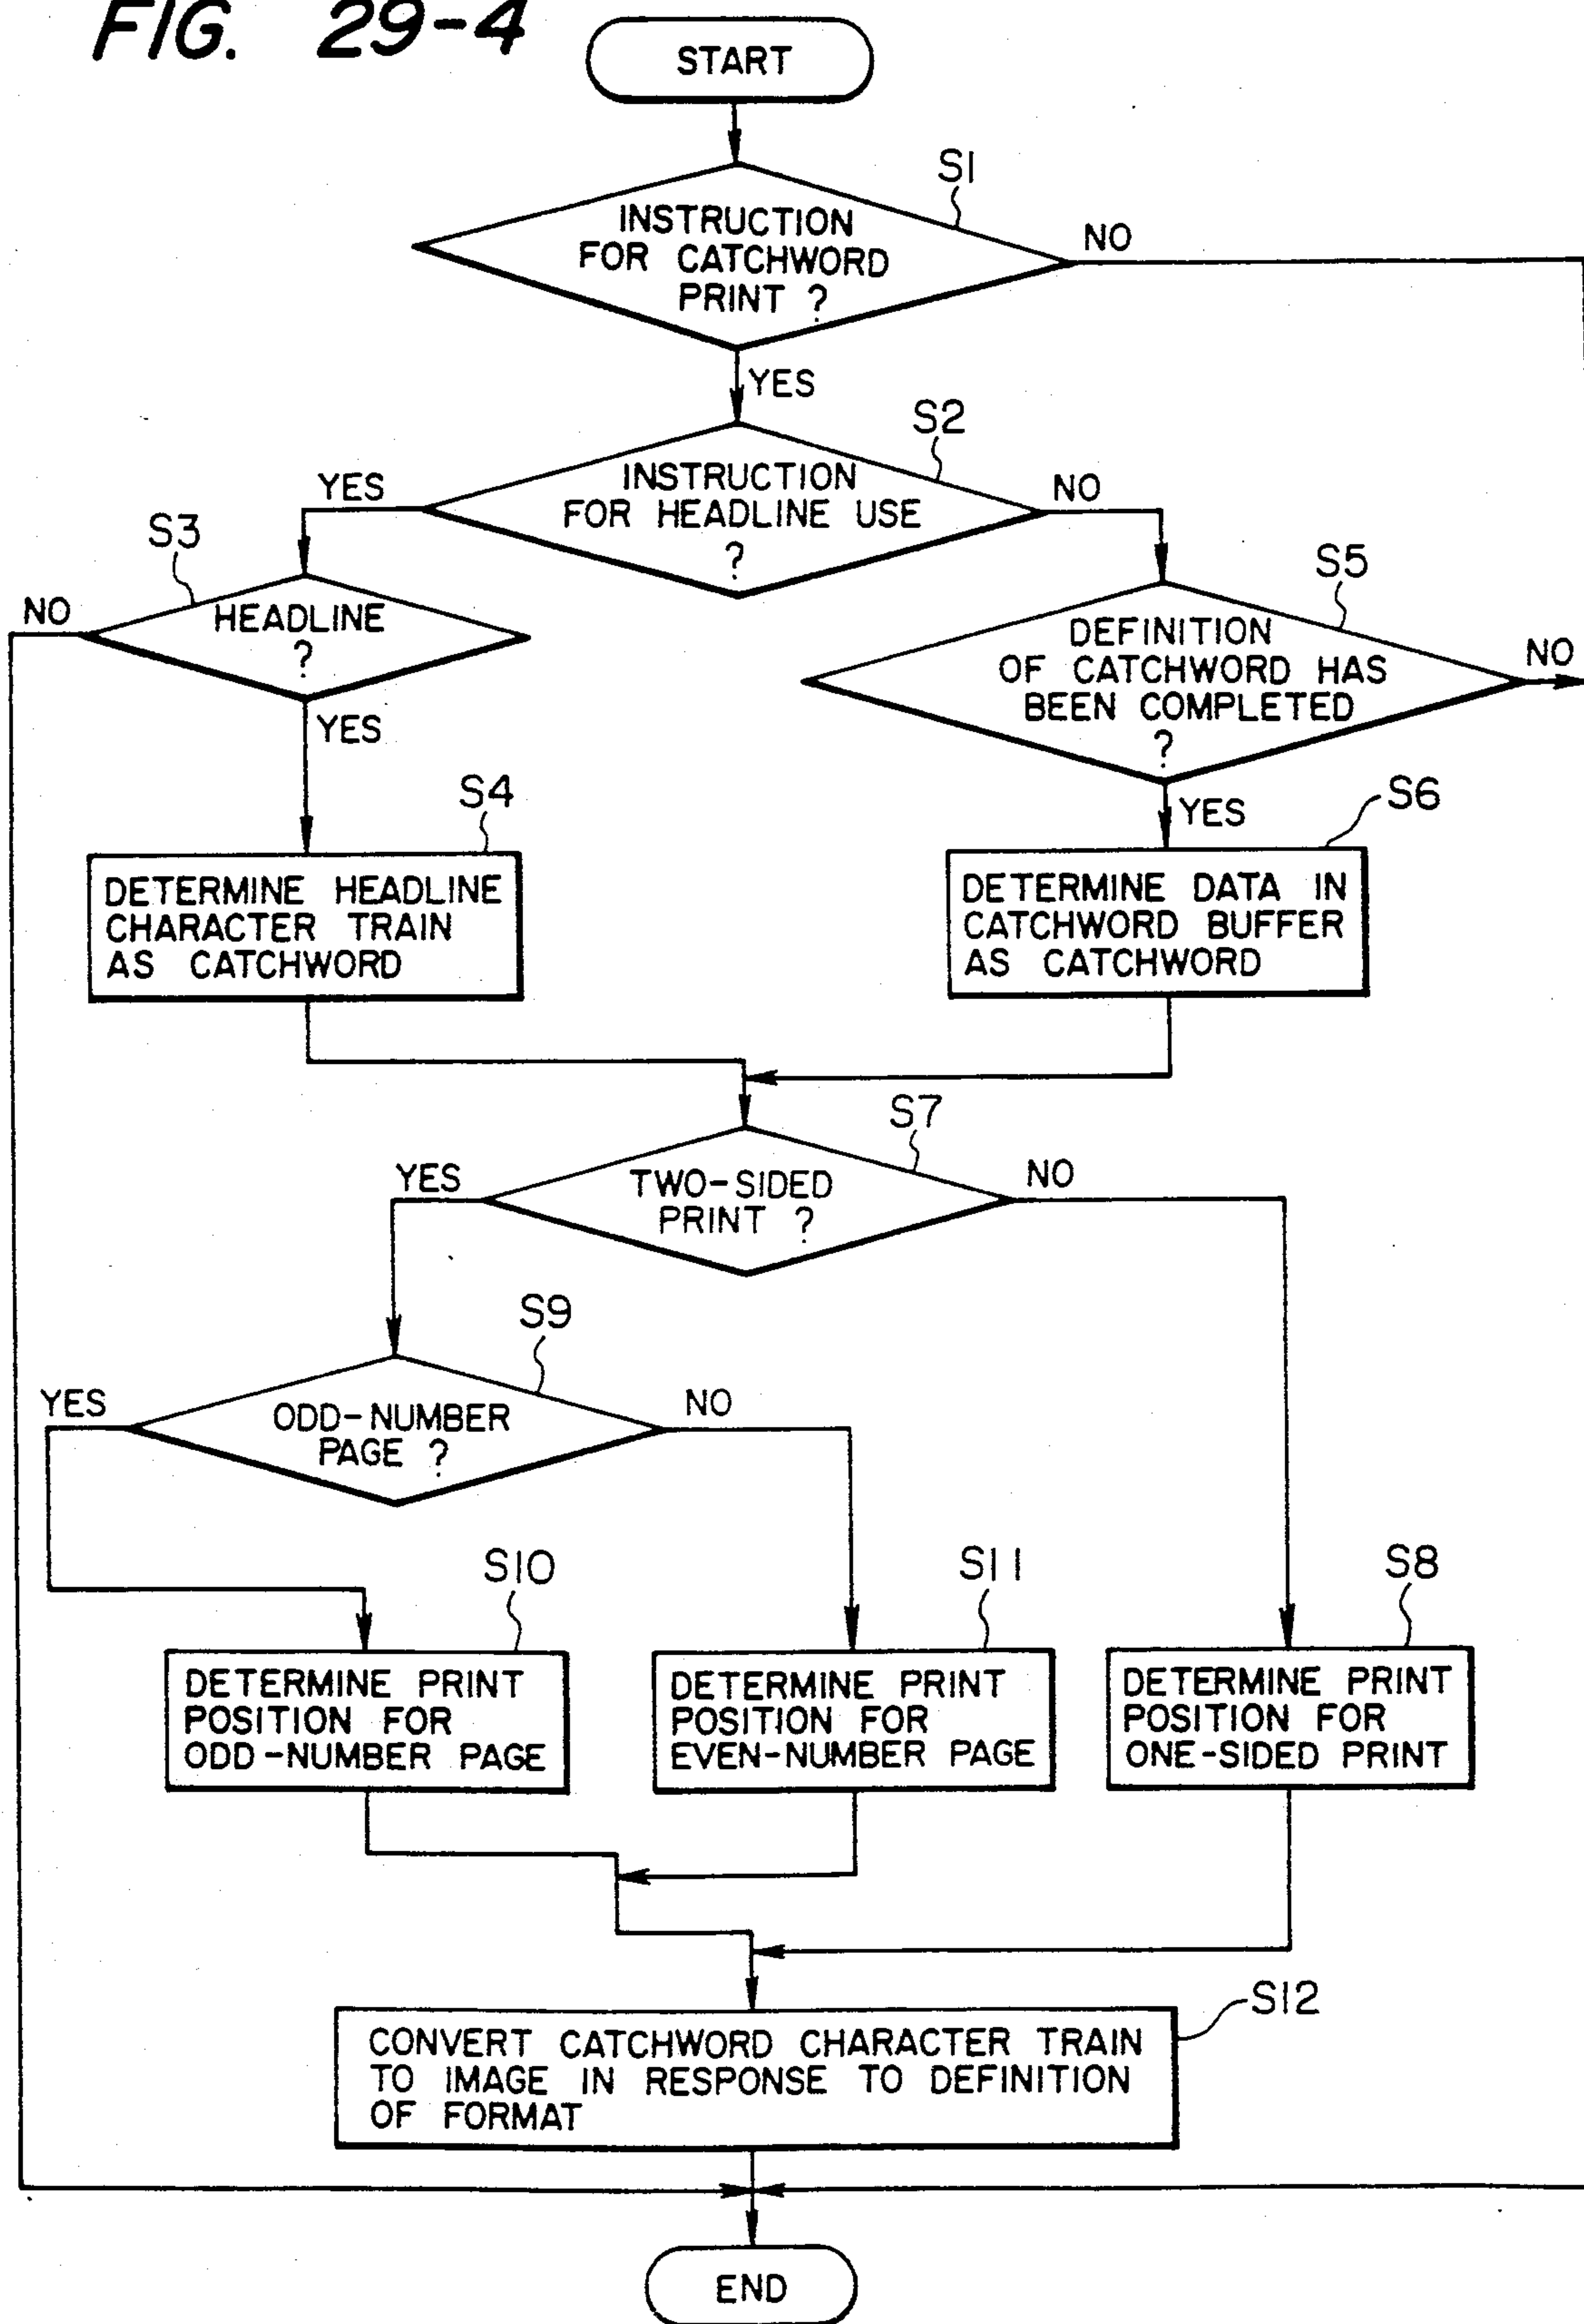 FIG. 29-4
START
S1
INSTRUCTION
FOR CATCHWORD
PRINT ?
NO
YES
S2
INSTRUCTION
FOR HEADLINE USE
?
YES
NO
S3
HEADLINE
?
NO
YES
S5
DEFINITION
OF CATCHWORD HAS
BEEN COMPLETED
?
NO
YES
S4
DETERMINE HEADLINE
CHARACTER TRAIN
AS CATCHWORD
S6
DETERMINE DATA IN
CATCHWORD BUFFER
AS CATCHWORD
S7
TWO-SIDED
PRINT ?
YES
NO
S9
ODD-NUMBER
PAGE ?
YES
NO
S10
DETERMINE PRINT
POSITION FOR
ODD-NUMBER PAGE
S11
DETERMINE PRINT
POSITION FOR
EVEN-NUMBER PAGE
S8
DETERMINE PRINT
POSITION FOR
ONE-SIDED PRINT
S12
CONVERT CATCHWORD CHARACTER TRAIN
TO IMAGE IN RESPONSE TO DEFINITION
OF FORMAT
END